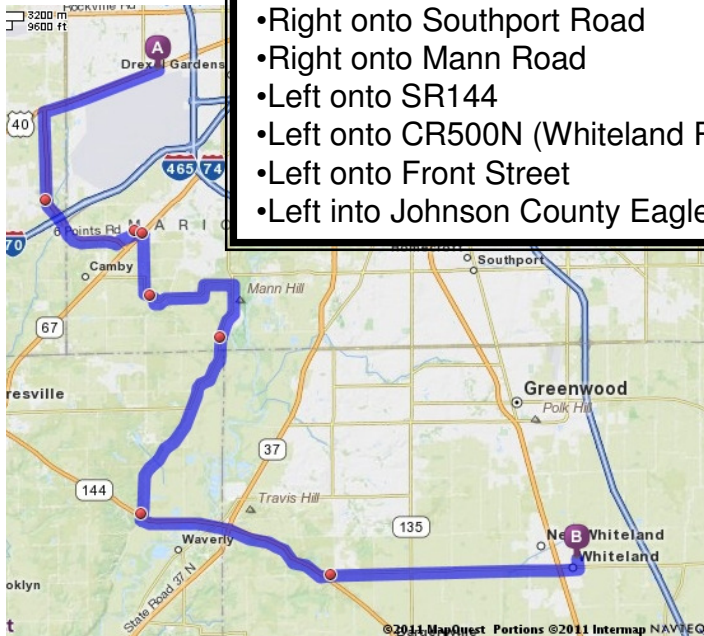 •Right onto Southport Road
•Right onto Mann Road
•Left onto SR144
•Left onto CR500N (Whiteland
•Left onto Front Street
•Left into Johnson County Eagle
3200 m
9600 ft
A
Drexel Gardens
40
465 74
6 Points Rd
MARIO
70
Camby
Southport
Mann Hill
67
resville
Greenwood
Polk Hill
37
144
Travis Hill
135
Waverly
New Whiteland
B
Whiteland
oklyn
State Road 37 N
t
©2011 MapQuest Portions ©2011 Intermap NAVTEQ